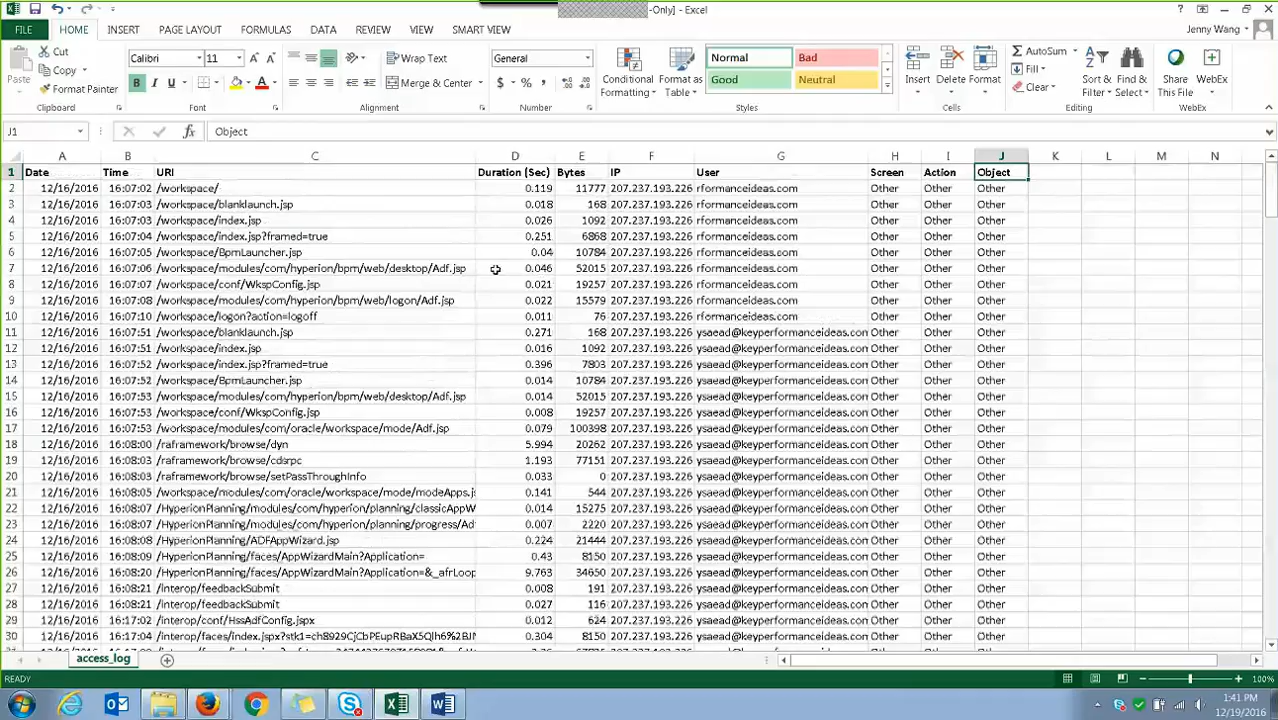 -Only] - Excel
FILE HOME INSERT PAGE LAYOUT FORMULAS DATA REVIEW VIEW SMART VIEW Jenny Wang
Paste Cut Copy Format Painter Calibri 11 Wrap Text Merge & Center General Conditional Formatting Format as Table Normal Bad Good Neutral Insert Delete Format AutoSum Fill Clear Sort & Filter Find & Select Share This File WebEx
Clipboard Font Alignment Number Styles Cells Editing WebEx
J1 Object
A B C D E F G H I J K L M N
1 Date Time URI Duration (Sec) Bytes IP User Screen Action Object
2 12/16/2016 16:07:02 /workspace/ 0.119 11777 207.237.193.226 rformanceideas.com Other Other Other
3 12/16/2016 16:07:03 /workspace/blanklaunch.jsp 0.018 168 207.237.193.226 rformanceideas.com Other Other Other
4 12/16/2016 16:07:03 /workspace/index.jsp 0.026 1092 207.237.193.226 rformanceideas.com Other Other Other
5 12/16/2016 16:07:04 /workspace/index.jsp?framed=true 0.251 6868 207.237.193.226 rformanceideas.com Other Other Other
6 12/16/2016 16:07:05 /workspace/BpmLauncher.jsp 0.04 10784 207.237.193.226 rformanceideas.com Other Other Other
7 12/16/2016 16:07:06 /workspace/modules/com/hyperion/bpm/web/desktop/Adf.jsp 0.046 52015 207.237.193.226 rformanceideas.com Other Other Other
8 12/16/2016 16:07:07 /workspace/conf/WkspConfig.jsp 0.021 19257 207.237.193.226 rformanceideas.com Other Other Other
9 12/16/2016 16:07:08 /workspace/modules/com/hyperion/bpm/web/logon/Adf.jsp 0.022 15579 207.237.193.226 rformanceideas.com Other Other Other
10 12/16/2016 16:07:10 /workspace/logon?action=logoff 0.011 76 207.237.193.226 rformanceideas.com Other Other Other
11 12/16/2016 16:07:51 /workspace/blanklaunch.jsp 0.271 168 207.237.193.226 ysaead@keyperformanceideas.com Other Other Other
12 12/16/2016 16:07:51 /workspace/index.jsp 0.016 1092 207.237.193.226 ysaead@keyperformanceideas.com Other Other Other
13 12/16/2016 16:07:52 /workspace/index.jsp?framed=true 0.396 7803 207.237.193.226 ysaead@keyperformanceideas.com Other Other Other
14 12/16/2016 16:07:52 /workspace/BpmLauncher.jsp 0.014 10784 207.237.193.226 ysaead@keyperformanceideas.com Other Other Other
15 12/16/2016 16:07:53 /workspace/modules/com/hyperion/bpm/web/desktop/Adf.jsp 0.014 52015 207.237.193.226 ysaead@keyperformanceideas.com Other Other Other
16 12/16/2016 16:07:53 /workspace/conf/WkspConfig.jsp 0.008 19257 207.237.193.226 ysaead@keyperformanceideas.com Other Other Other
17 12/16/2016 16:07:53 /workspace/modules/com/oracle/workspace/mode/Adf.jsp 0.079 100398 207.237.193.226 ysaead@keyperformanceideas.com Other Other Other
18 12/16/2016 16:08:00 /raframework/browse/dyn 5.994 20262 207.237.193.226 ysaead@keyperformanceideas.com Other Other Other
19 12/16/2016 16:08:03 /raframework/browse/cdsrpc 1.193 77151 207.237.193.226 ysaead@keyperformanceideas.com Other Other Other
20 12/16/2016 16:08:03 /raframework/browse/setPassThroughInfo 0.033 0 207.237.193.226 ysaead@keyperformanceideas.com Other Other Other
21 12/16/2016 16:08:05 /workspace/modules/com/oracle/workspace/mode/modeApps.js 0.141 544 207.237.193.226 ysaead@keyperformanceideas.com Other Other Other
22 12/16/2016 16:08:07 /HyperionPlanning/modules/com/hyperion/planning/classicAppW 0.014 15275 207.237.193.226 ysaead@keyperformanceideas.com Other Other Other
23 12/16/2016 16:08:07 /HyperionPlanning/modules/com/hyperion/planning/progress/Ad 0.007 2220 207.237.193.226 ysaead@keyperformanceideas.com Other Other Other
24 12/16/2016 16:08:08 /HyperionPlanning/ADFAppWizard.jsp 0.224 21444 207.237.193.226 ysaead@keyperformanceideas.com Other Other Other
25 12/16/2016 16:08:09 /HyperionPlanning/faces/AppWizardMain?Application= 0.43 8150 207.237.193.226 ysaead@keyperformanceideas.com Other Other Other
26 12/16/2016 16:08:20 /HyperionPlanning/faces/AppWizardMain?Application=&_afrLoop 9.763 34650 207.237.193.226 ysaead@keyperformanceideas.com Other Other Other
27 12/16/2016 16:08:21 /interop/feedbackSubmit 0.008 191 207.237.193.226 ysaead@keyperformanceideas.com Other Other Other
28 12/16/2016 16:08:21 /interop/feedbackSubmit 0.027 116 207.237.193.226 ysaead@keyperformanceideas.com Other Other Other
29 12/16/2016 16:17:02 /interop/conf/HssAdfConfig.jspx 0.012 624 207.237.193.226 ysaead@keyperformanceideas.com Other Other Other
30 12/16/2016 16:17:04 0.304 8150 207.237.193.226 ysaead@keyperformanceideas.com Other Other Other
access_log
READY 100%
1:41 PM
12/19/2016